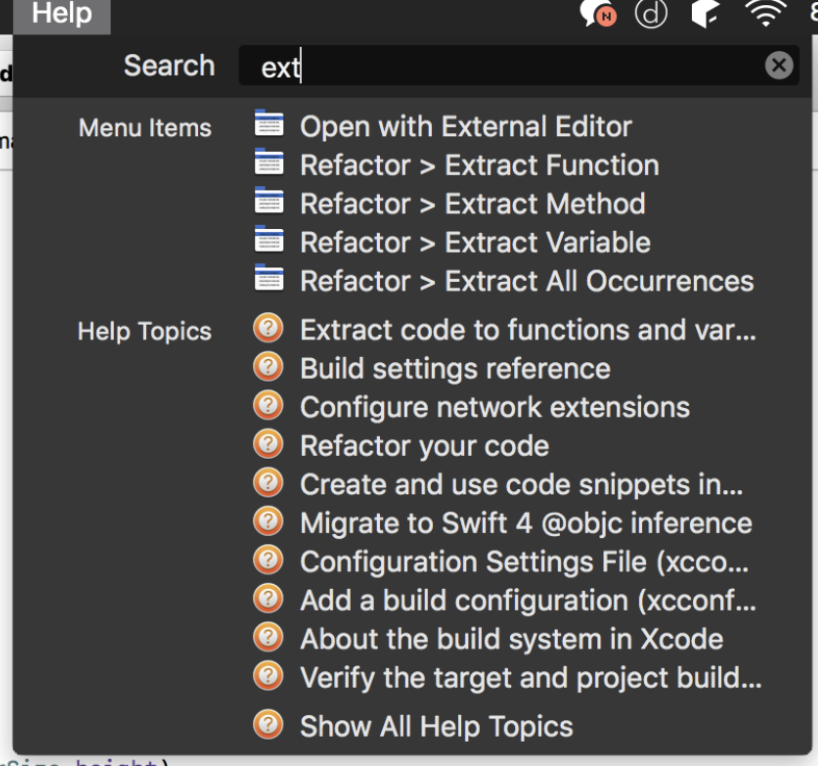 Help
Search ext
Menu Items Open with External Editor
Refactor > Extract Function
Refactor > Extract Method
Refactor > Extract Variable
Refactor > Extract All Occurrences
Help Topics Extract code to functions and var...
Build settings reference
Configure network extensions
Refactor your code
Create and use code snippets in...
Migrate to Swift 4 @objc inference
Configuration Settings File (xcco...
Add a build configuration (xcconf...
About the build system in Xcode
Verify the target and project build...
Show All Help Topics